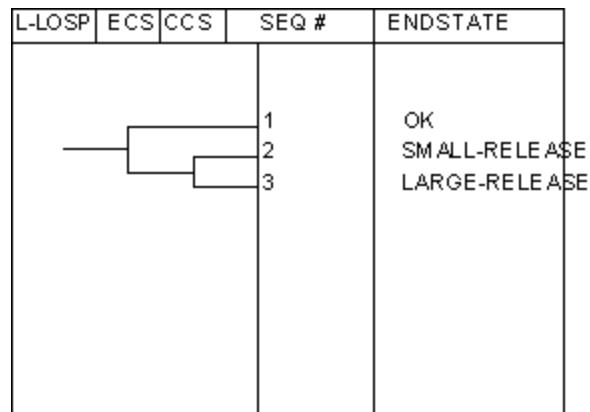 L-LOSP ECS CCS SEQ # ENDSTATE
1 OK
2 SMALL-RELEASE
3 LARGE-RELEASE